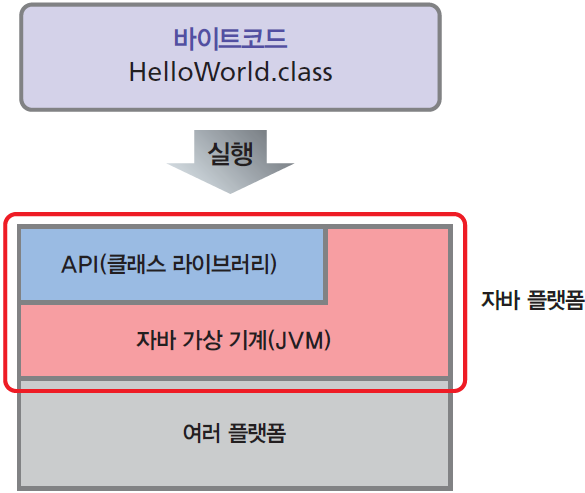 바이트코드
HelloWorld.class
실행
API(클래스 라이브러리)
자바 플랫폼
자바 가상 기계(JVM)
여러 플랫폼